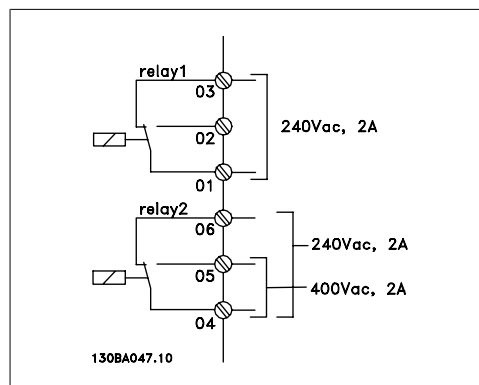 relay1
03
02
240Vac, 2A
01
relay2
06
240Vac, 2A
05
400Vac, 2A
04
130BA047.10